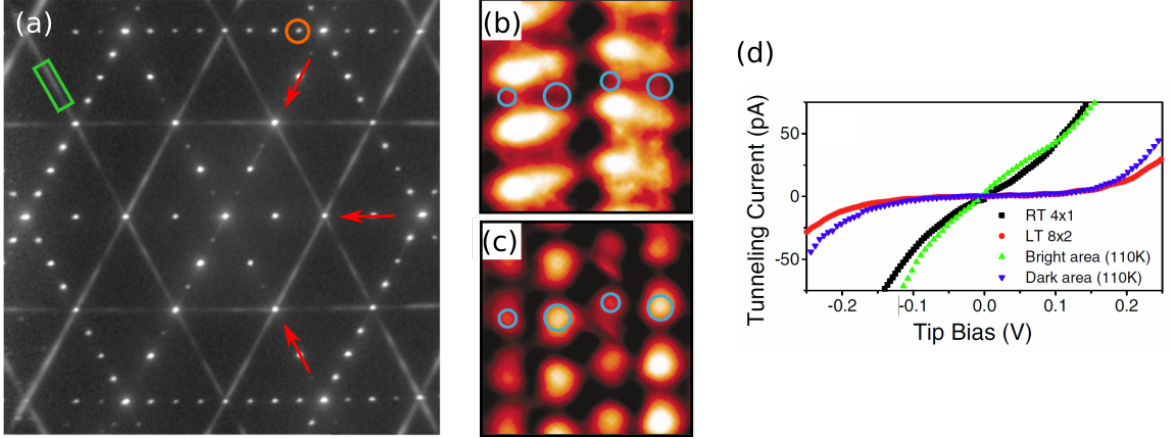 (a)
(b)
(c)
(d)
Tunneling Current (pA)
50
0
-50
RT 4x1
LT 8x2
Bright area (110K)
Dark area (110K)
-0.2
-0.1
0.0
0.1
0.2
Tip Bias (V)